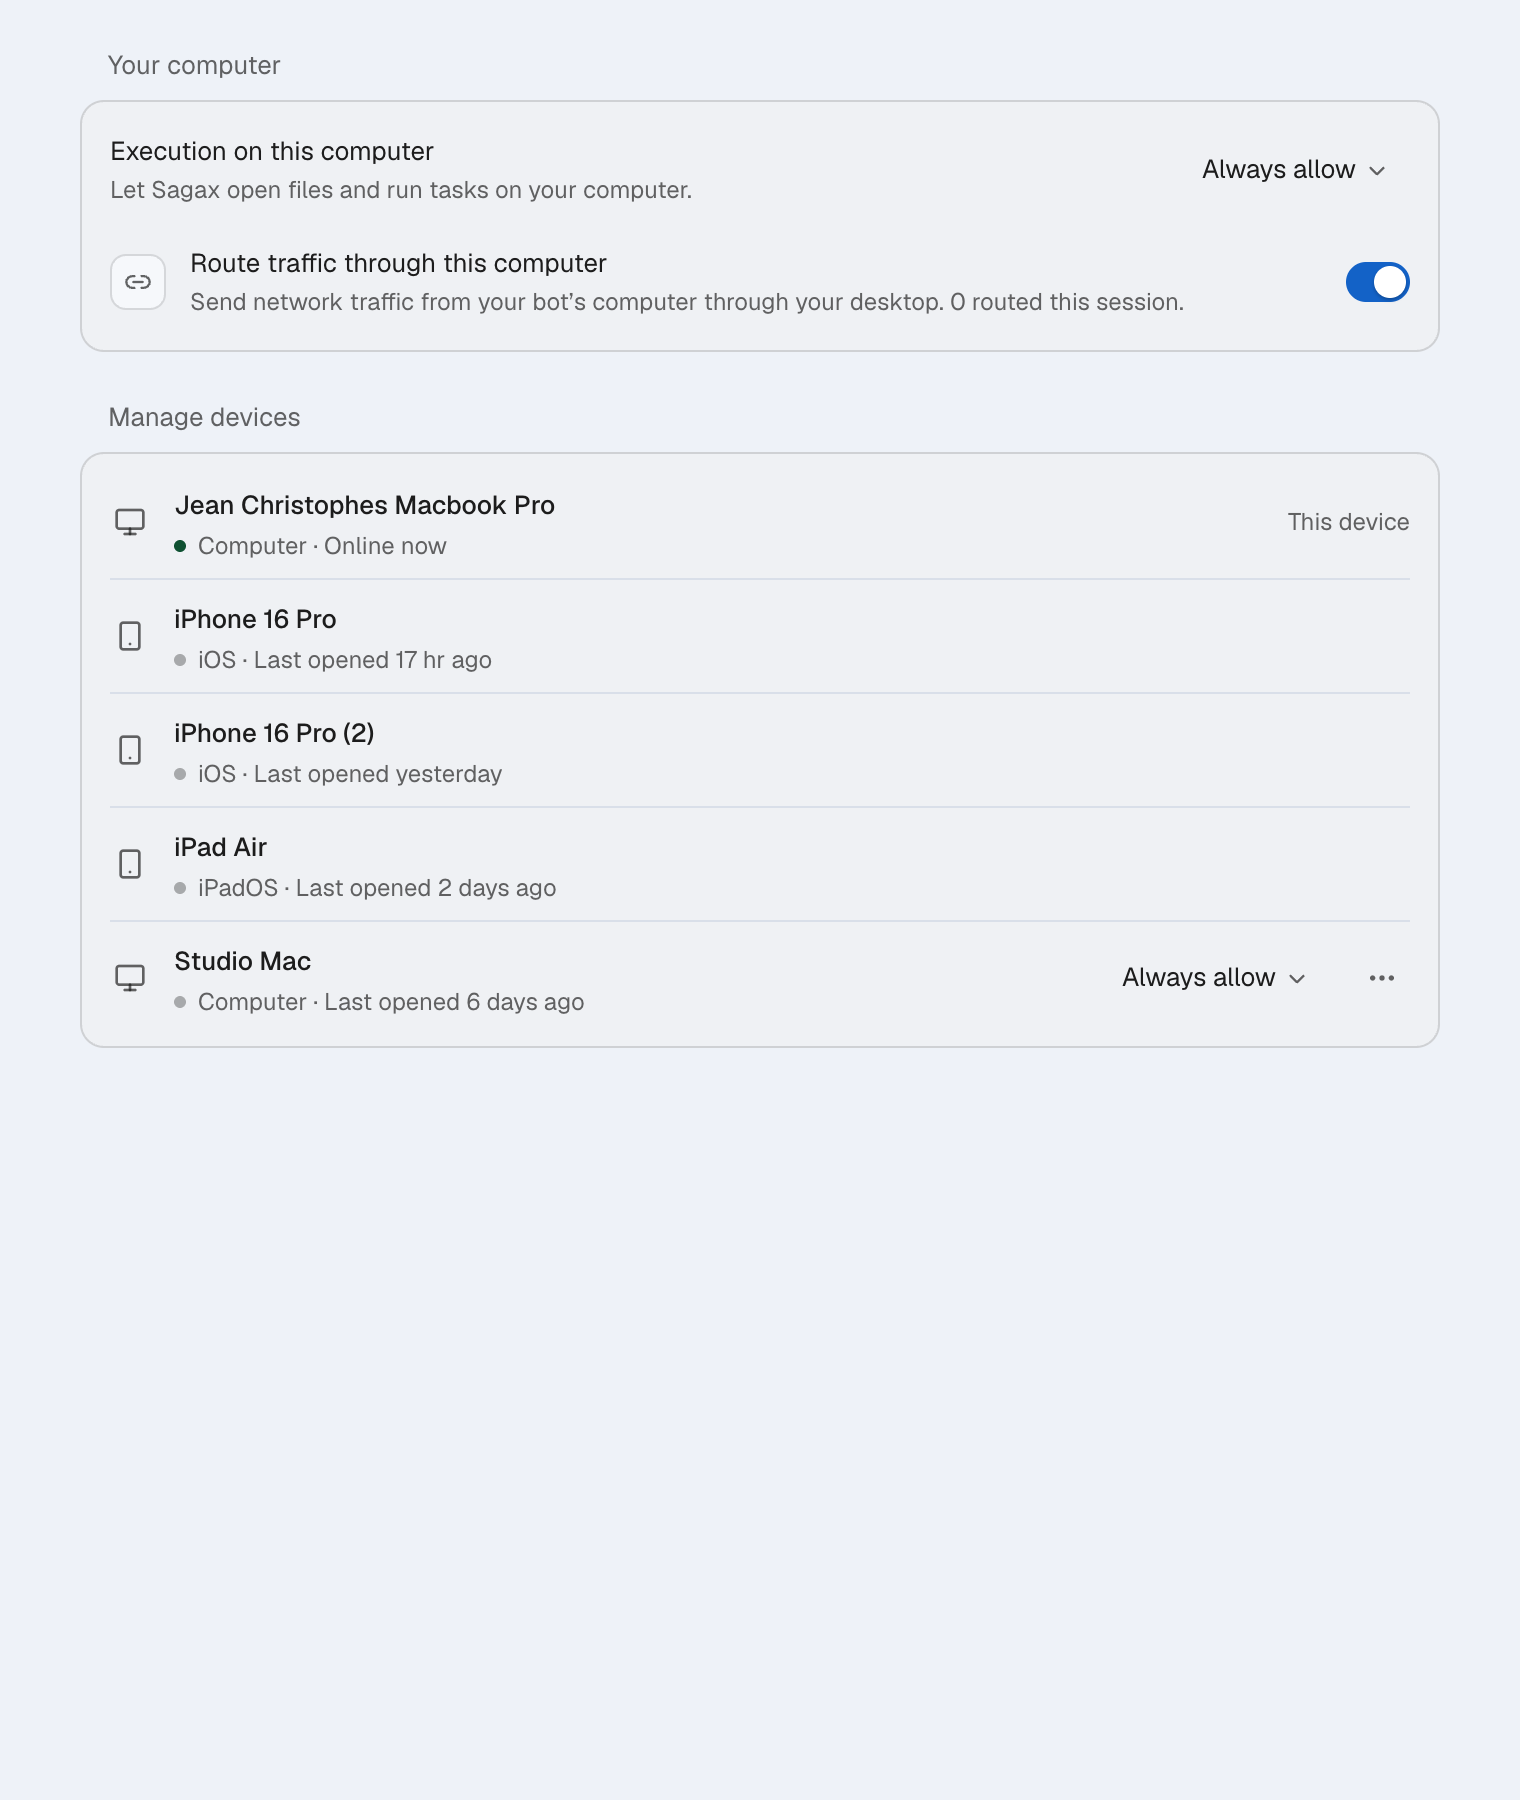 Your computer
Execution on this computer
Always allow
Let Sagax open files and run tasks on your computer.
Route traffic through this computer
Send network traffic from your bot’s computer through your desktop. 0 routed this session.
Manage devices
Jean Christophes Macbook Pro
This device
Computer · Online now
iPhone 16 Pro
iOS · Last opened 17 hr ago
iPhone 16 Pro (2)
iOS · Last opened yesterday
iPad Air
iPadOS · Last opened 2 days ago
Studio Mac
Always allow
Computer · Last opened 6 days ago